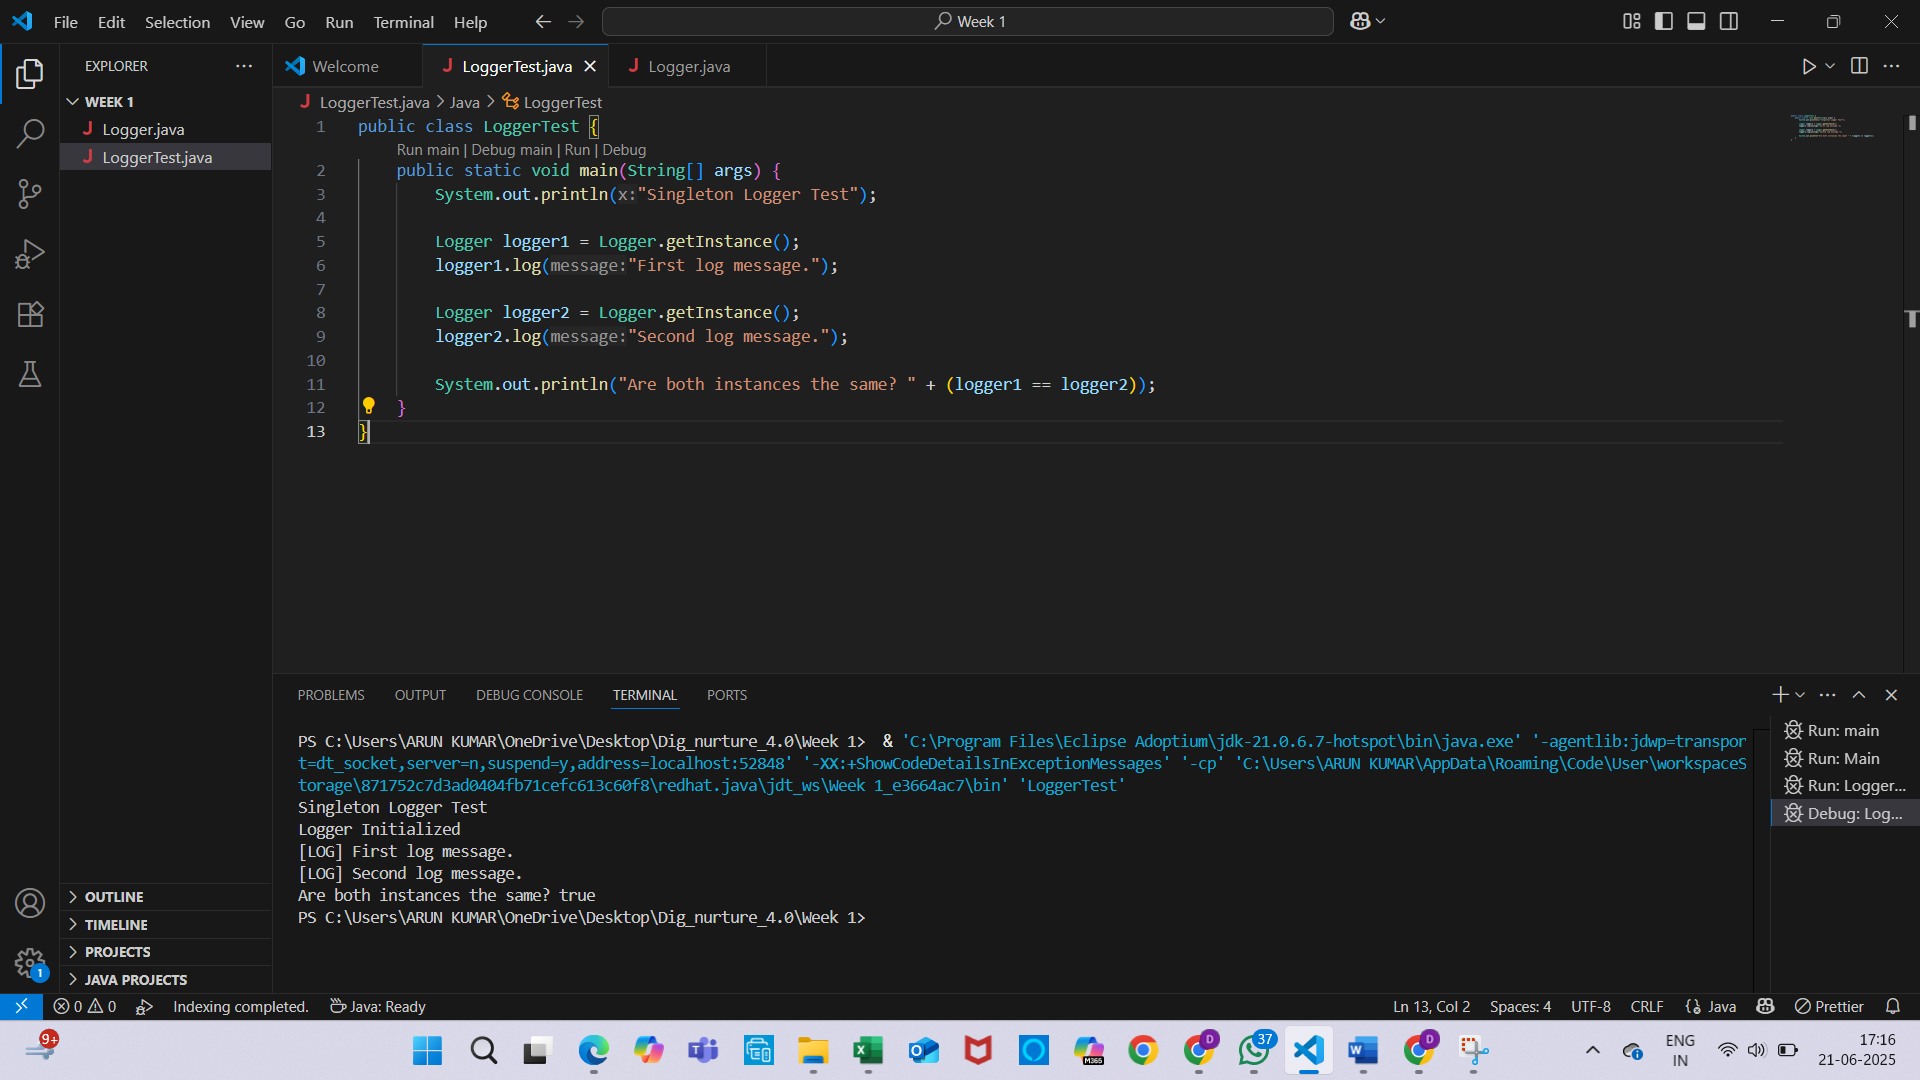 File Edit Selection View Go Run Terminal Help
Week 1
EXPLORER
WEEK 1
Logger.java
LoggerTest.java
Welcome
LoggerTest.java
Logger.java
LoggerTest.java > Java > LoggerTest
1 public class LoggerTest {
Run main | Debug main | Run | Debug
2 public static void main(String[] args) {
3 System.out.println(x:"Singleton Logger Test");
4
5 Logger logger1 = Logger.getInstance();
6 logger1.log(message:"First log message.");
7
8 Logger logger2 = Logger.getInstance();
9 logger2.log(message:"Second log message.");
10
11 System.out.println("Are both instances the same? " + (logger1 == logger2));
12 }
13 }
PROBLEMS OUTPUT DEBUG CONSOLE TERMINAL PORTS
PS C:\Users\ARUN KUMAR\OneDrive\Desktop\Dig_nurture_4.0\Week 1> & 'C:\Program Files\Eclipse Adoptium\jdk-21.0.6.7-hotspot\bin\java.exe' '-agentlib:jdwp=transpor
t=dt_socket,server=n,suspend=y,address=localhost:52848' '-XX:+ShowCodeDetailsInExceptionMessages' '-cp' 'C:\Users\ARUN KUMAR\AppData\Roaming\Code\User\workspaceS
torage\871752c7d3ad0404fb71cefc613c60f8\redhat.java\jdt_ws\Week 1_e3664ac7\bin' 'LoggerTest'
Singleton Logger Test
Logger Initialized
[LOG] First log message.
[LOG] Second log message.
Are both instances the same? true
PS C:\Users\ARUN KUMAR\OneDrive\Desktop\Dig_nurture_4.0\Week 1>
Run: main
Run: Main
Run: Logger...
Debug: Log...
OUTLINE
TIMELINE
PROJECTS
JAVA PROJECTS
1
0 0 Indexing completed. Java: Ready
Ln 13, Col 2 Spaces: 4 UTF-8 CRLF {} Java Prettier
9+
M365
D
37
D
ENG
IN
17:16
21-06-2025